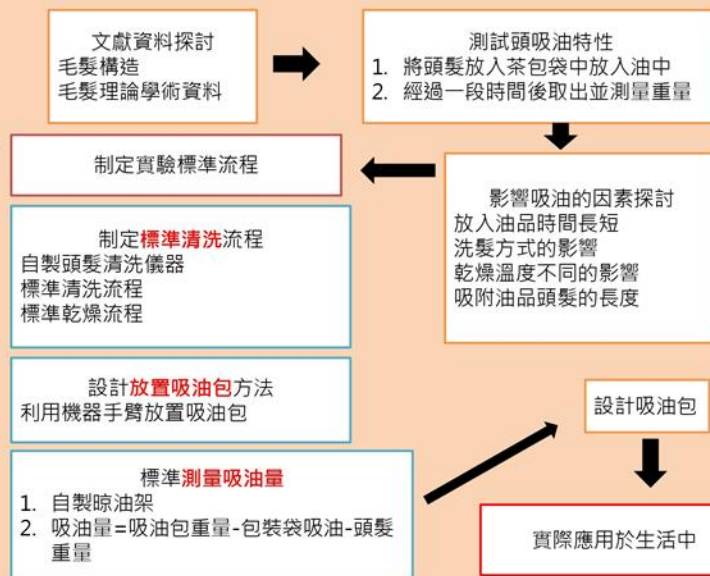 文獻資料探討
毛髮構造
毛髮理論學術資料
測試頭吸油特性
1. 將頭髮放入茶包袋中放入油中
2. 經過一段時間後取出並測量重量
影響吸油的因素探討
放入油品時間長短
洗髮方式的影響
乾燥溫度不同的影響
吸附油品頭髮的長度
制定實驗標準流程
制定標準清洗流程
自製頭髮清洗儀器
標準清洗流程
標準乾燥流程
設計放置吸油包方法
利用機器手臂放置吸油包
標準測量吸油量
1. 自製晾油架
2. 吸油量=吸油包重量-包裝袋吸油-頭髮
重量
設計吸油包
實際應用於生活中